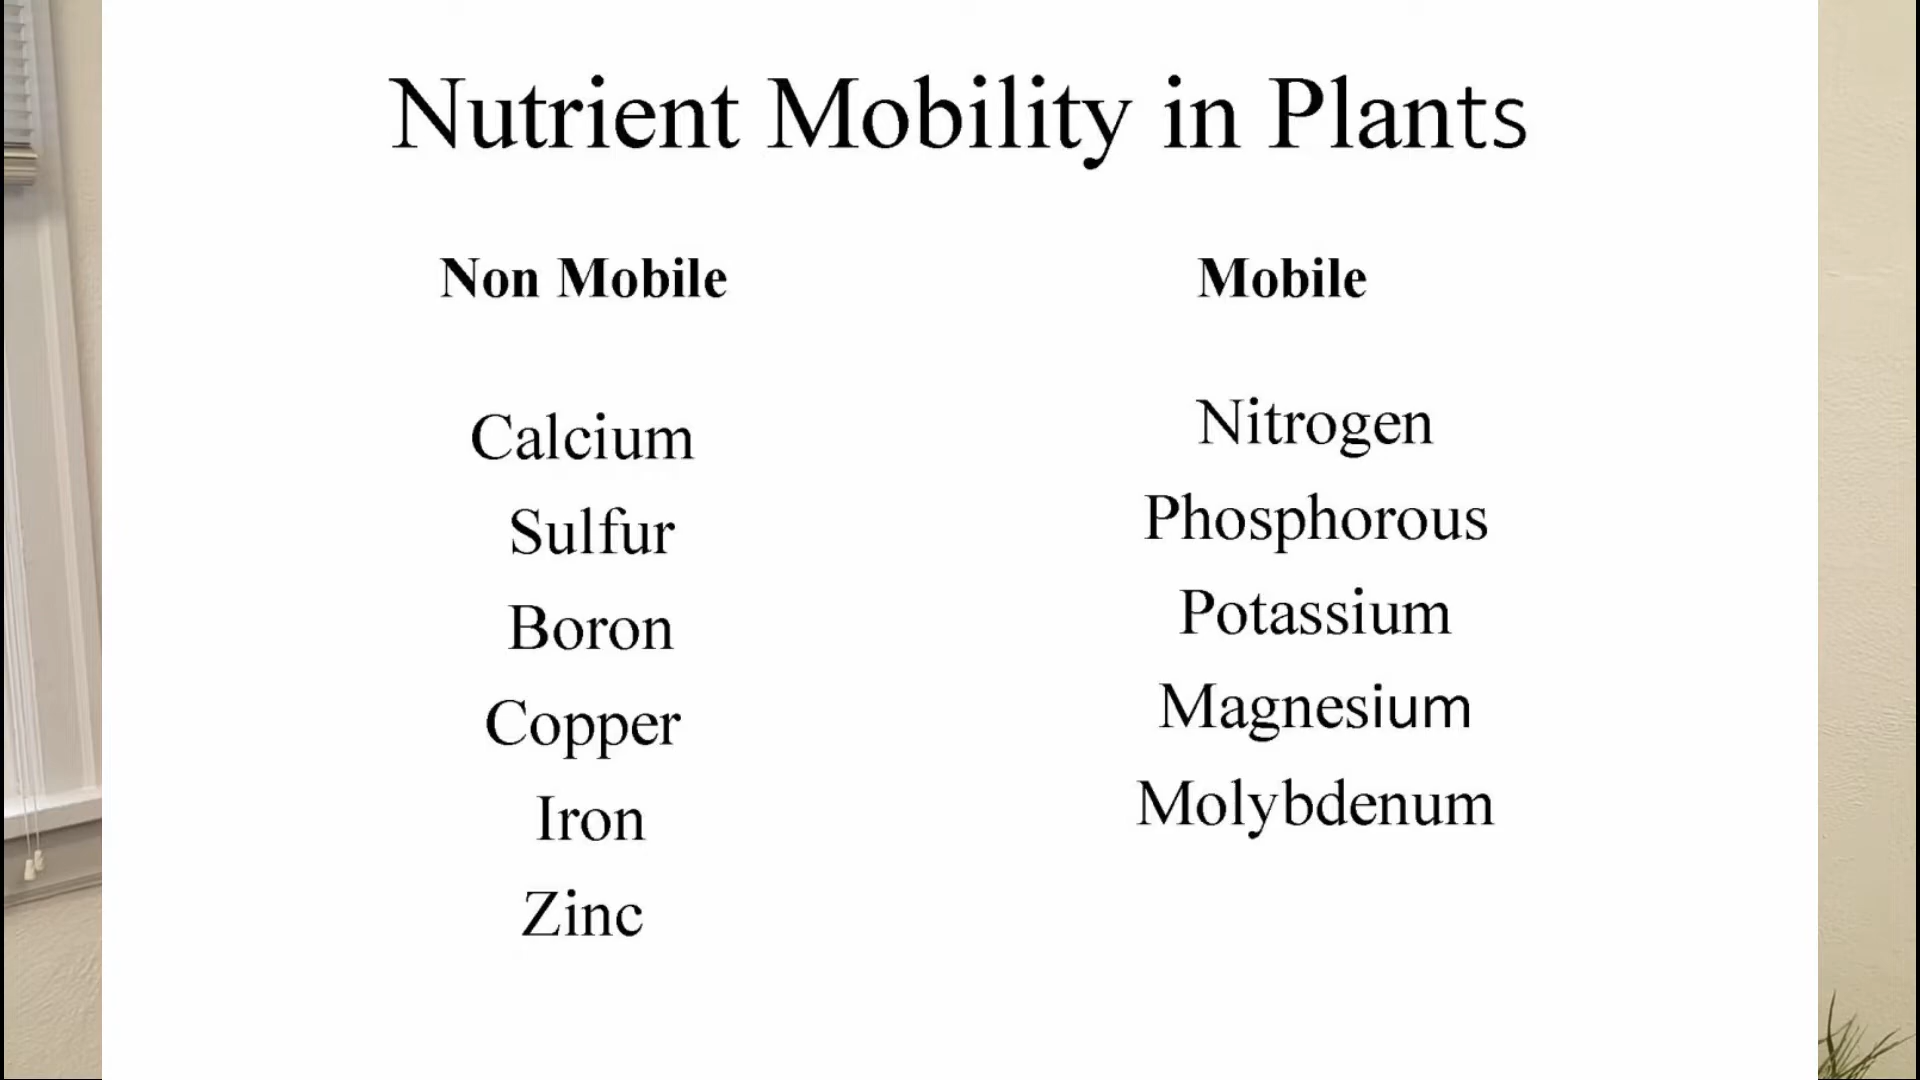 Nutrient Mobility in Plants
Non Mobile
Calcium
Sulfur
Boron
Copper
Iron
Zinc
Mobile
Nitrogen
Phosphorous
Potassium
Magnesium
Molybdenum